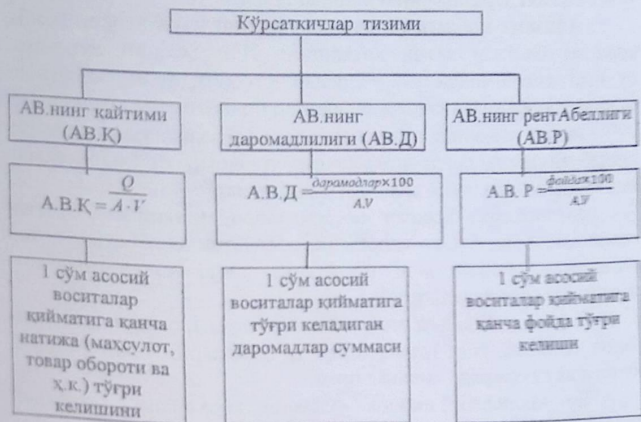 Кўрсаткичлар тизими
АВ.нинг қайтими
(АВ.Қ)
А.В.Қ = Q / A · V
1 сўм асосий
воситалар
қийматига қанча
натижа (маҳсулот,
товар обороти ва
ҳ.к.) тўғри
келишини
АВ.нинг
даромадлилиги (АВ.Д)
А.В.Д = даромадлар×100 / A.V
1 сўм асосий
воситалар қийматига
тўғри келадиган
даромадлар суммаси
АВ.нинг рентАбеллиги
(АВ.Р)
А.В. Р = фойда×100 / A.V
1 сўм асосий
воситалар қийматига
қанча фойда тўғри
келиши